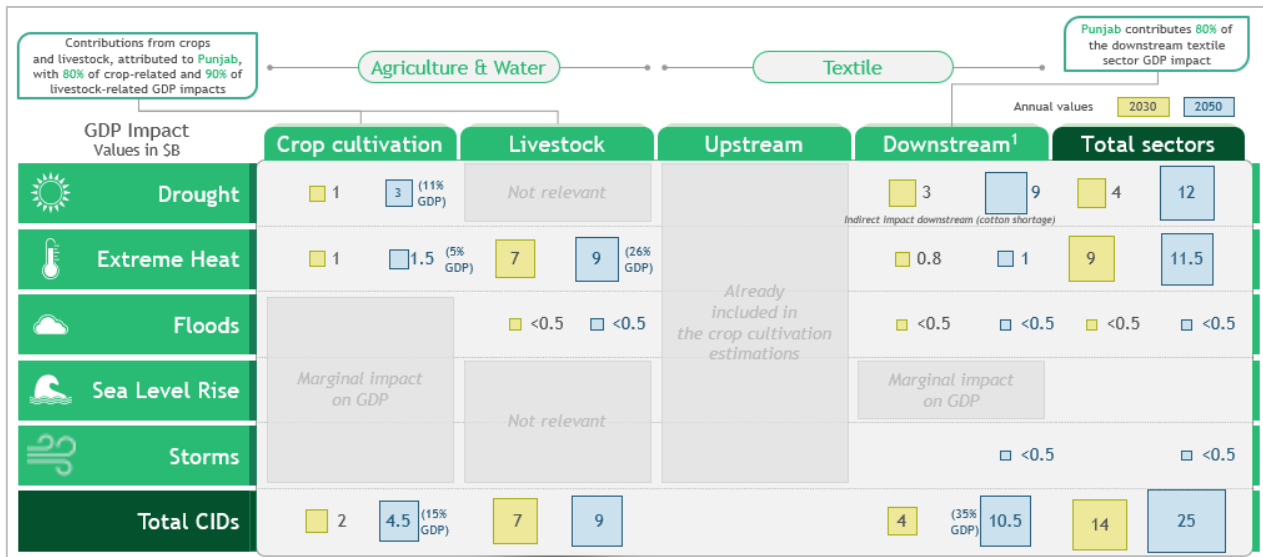 Contributions from crops
and livestock, attributed to Punjab,
with 80% of crop-related and 90% of
livestock-related GDP impacts
Agriculture & Water
Textile
Punjab contributes 80% of
the downstream textile
sector GDP impact
Annual values 2030 2050
GDP Impact
Values in $B
Crop cultivation Livestock Upstream Downstream¹ Total sectors
Drought 1 3 (11% GDP) Not relevant 3 9 4 12
Indirect impact downstream (cotton shortage)
Extreme Heat 1 1.5 (5% GDP) 7 9 (26% GDP) 0.8 1 9 11.5
Already
included in
the crop cultivation
estimations
Floods <0.5 <0.5 <0.5 <0.5 <0.5 <0.5
Marginal impact
on GDP
Sea Level Rise
Not relevant
Marginal impact
on GDP
Storms <0.5 <0.5
Total CIDs 2 4.5 (15% GDP) 7 9 4 (35% GDP) 10.5 14 25